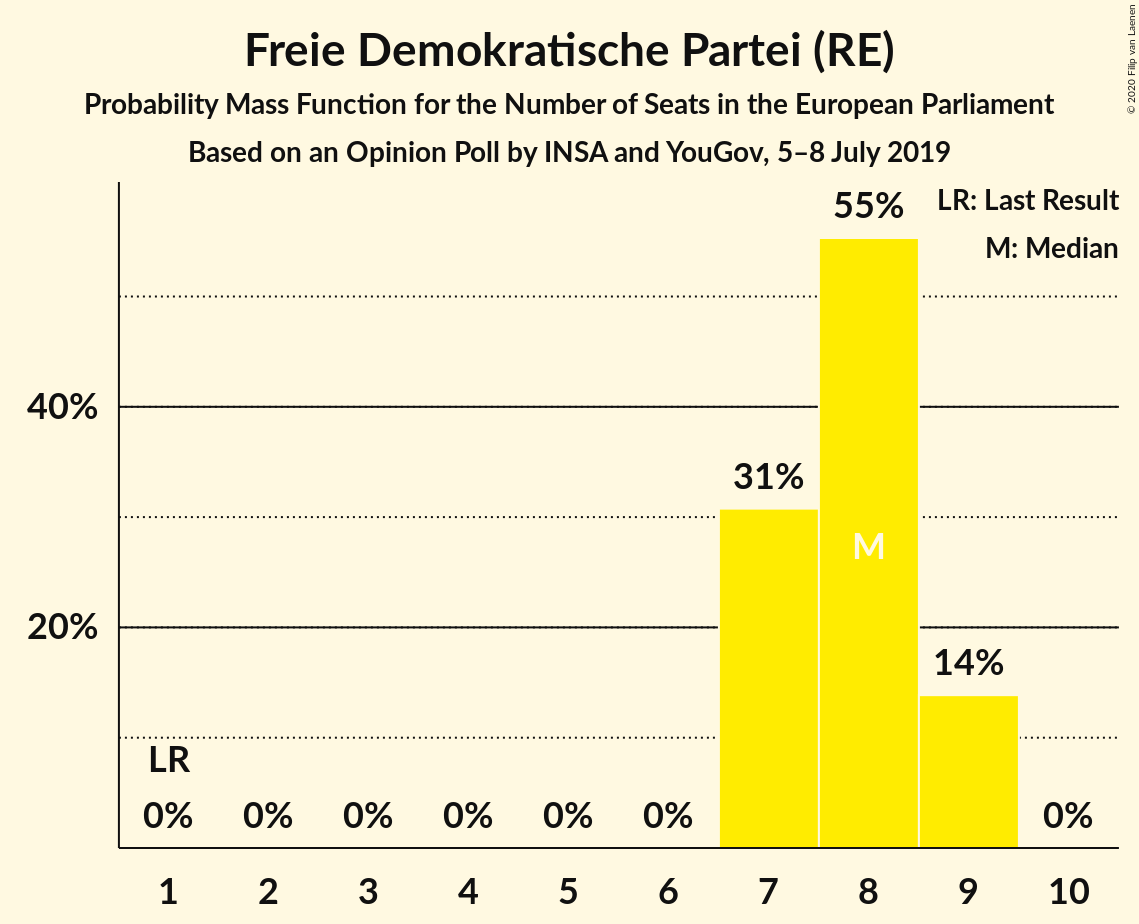 Freie Demokratische Partei (RE)
Probability Mass Function for the Number of Seats in the European Parliament
Based on an Opinion Poll by INSA and YouGov, 5–8 July 2019
© 2020 Filip van Laenen
LR: Last Result
M: Median
55%
40%
31%
M
20%
14%
LR
0% 0% 0% 0% 0% 0% 0%
1 2 3 4 5 6 7 8 9 10